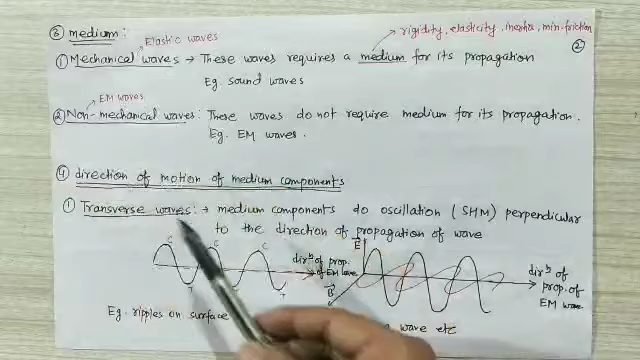 ③ medium:
Elastic waves
rigidity, elasticity, inertia, min. friction
②
① Mechanical waves → These waves requires a medium for its propagation
Eg. Sound waves
EM waves
② Non-mechanical waves: These waves do not require medium for its propagation.
Eg. EM waves.
④ direction of motion of medium components
① Transverse waves: → medium components do oscillation (SHM) perpendicular
to the direction of propagation of wave
C C C
T T
dirⁿ of prop.
of EM wave
E
B
dirⁿ of
prop. of
EM wave
Eg. ripples on surface
wave etc